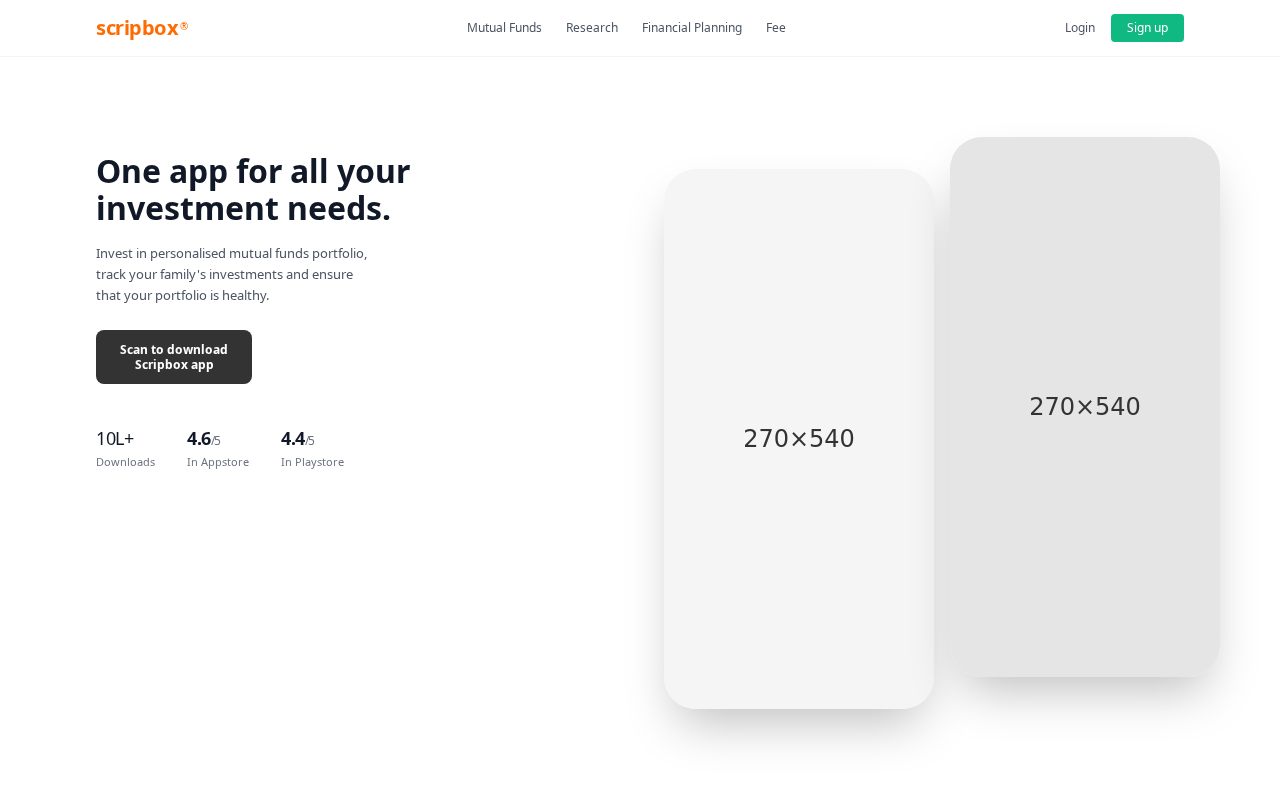 scripbox®
Mutual Funds Research Financial Planning Fee
Login Sign up
One app for all your
investment needs.
Invest in personalised mutual funds portfolio,
track your family's investments and ensure
that your portfolio is healthy.
Scan to download
Scripbox app
10L+ 4.6/5 4.4/5
Downloads In Appstore In Playstore
270×540
270×540